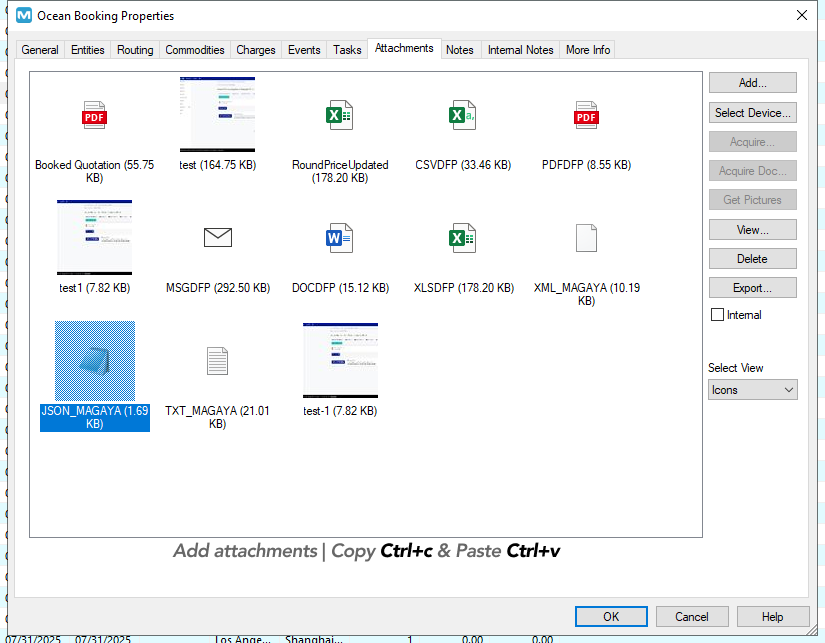 Ocean Booking Properties
General Entities Routing Commodities Charges Events Tasks Attachments Notes Internal Notes More Info
PDF
X
X a,
PDF
Booked Quotation (55.75 KB)
test (164.75 KB)
RoundPriceUpdated (178.20 KB)
CSVDFP (33.46 KB)
PDFDFP (8.55 KB)
W
X
test1 (7.82 KB)
MSGDFP (292.50 KB)
DOCDFP (15.12 KB)
XLSDFP (178.20 KB)
XML_MAGAYA (10.19 KB)
JSON_MAGAYA (1.69 KB)
TXT_MAGAYA (21.01 KB)
test-1 (7.82 KB)
Add...
Select Device...
Acquire...
Acquire Doc...
Get Pictures
View...
Delete
Export...
Internal
Select View
Icons
Add attachments | Copy Ctrl+c & Paste Ctrl+v
OK Cancel Help
07/31/2025 07/31/2025 Los Ange... Shanghai... 1 0.00 0.00